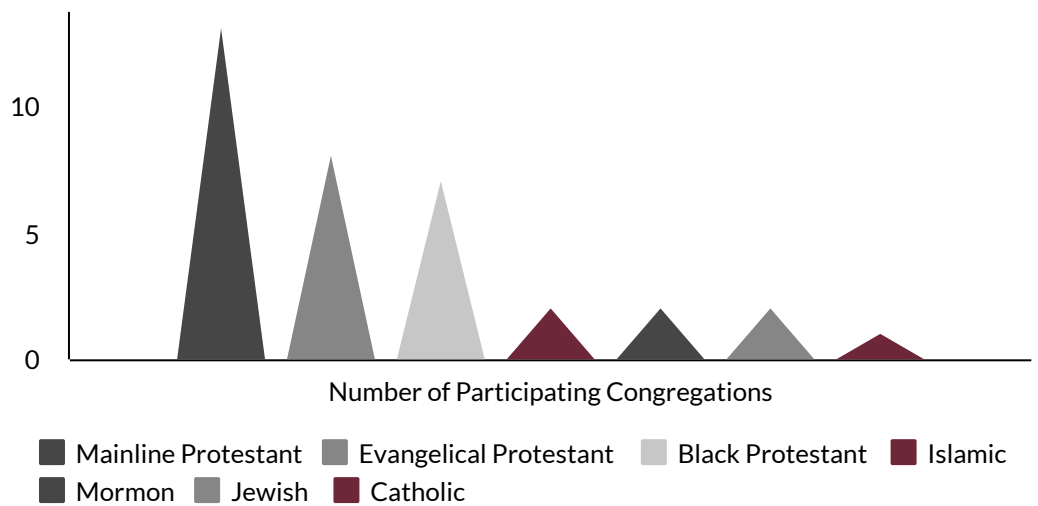 10
5
0
Number of Participating Congregations
Mainline Protestant Evangelical Protestant Black Protestant Islamic
Mormon Jewish Catholic